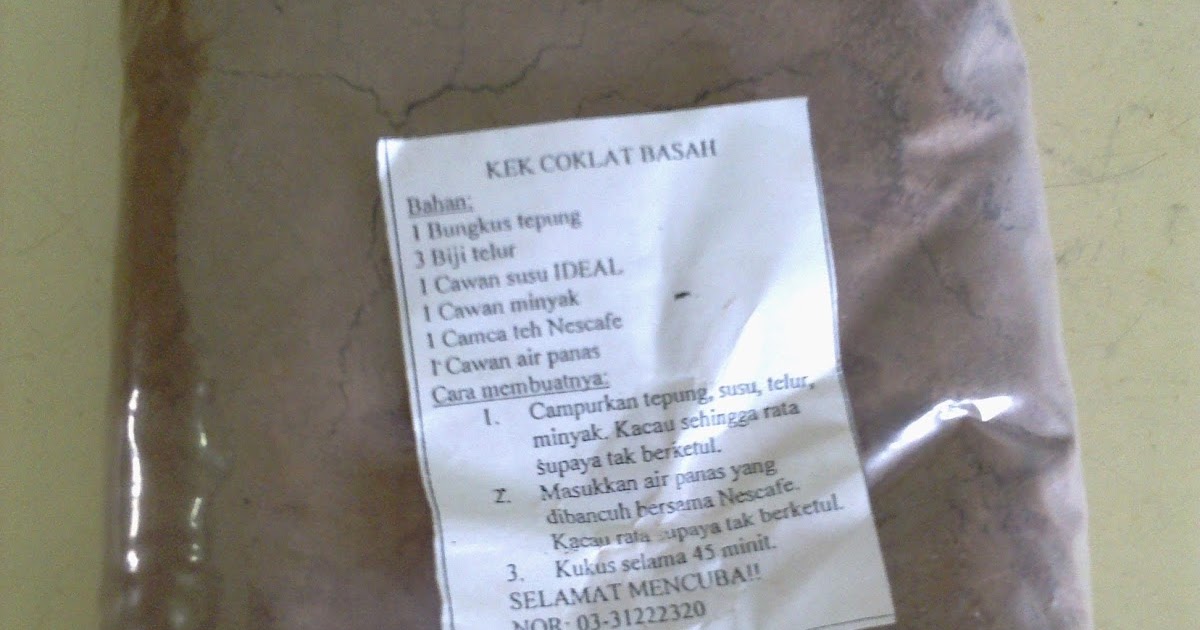 KEK COKLAT BASAH
Bahan:
1 Bungkus tepung
3 Biji telur
1 Cawan susu IDEAL
1 Cawan minyak
1 Camca teh Nescafe
1 Cawan air panas
Cara membuatnya:
1. Campurkan tepung, susu, telur,
minyak. Kacau sehingga rata
supaya tak berketul.
2. Masukkan air panas yang
dibancuh bersama Nescafe.
Kacau rata supaya tak berketul.
3. Kukus selama 45 minit.
SELAMAT MENCUBA!!
NOR: 03-31222320